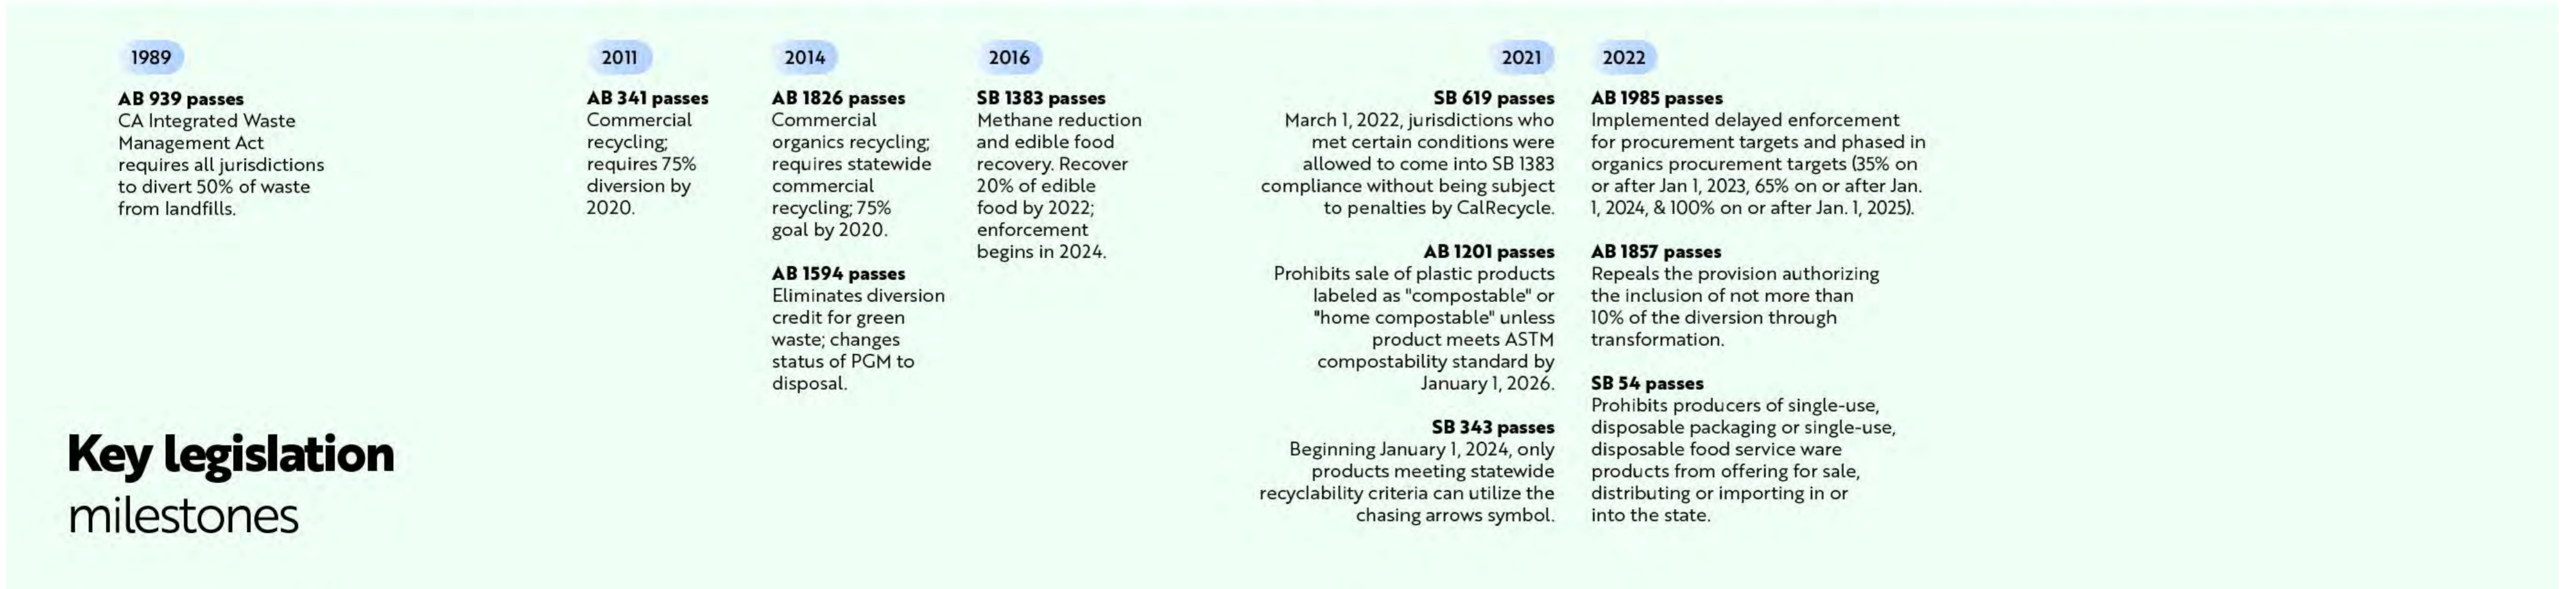 1989
AB 939 passes
CA Integrated Waste
Management Act
requires all jurisdictions
to divert 50% of waste
from landfills.
2011
AB 341 passes
Commercial
recycling;
requires 75%
diversion by
2020.
2014
AB 1826 passes
Commercial
organics recycling;
requires statewide
commercial
recycling; 75%
goal by 2020.
AB 1594 passes
Eliminates diversion
credit for green
waste; changes
status of PGM to
disposal.
2016
SB 1383 passes
Methane reduction
and edible food
recovery. Recover
20% of edible
food by 2022;
enforcement
begins in 2024.
2021
SB 619 passes
March 1, 2022, jurisdictions who
met certain conditions were
allowed to come into SB 1383
compliance without being subject
to penalties by CalRecycle.
AB 1201 passes
Prohibits sale of plastic products
labeled as "compostable" or
"home compostable" unless
product meets ASTM
compostability standard by
January 1, 2026.
SB 343 passes
Beginning January 1, 2024, only
products meeting statewide
recyclability criteria can utilize the
chasing arrows symbol.
2022
AB 1985 passes
Implemented delayed enforcement
for procurement targets and phased in
organics procurement targets (35% on
or after Jan 1, 2023, 65% on or after Jan.
1, 2024, & 100% on or after Jan. 1, 2025).
AB 1857 passes
Repeals the provision authorizing
the inclusion of not more than
10% of the diversion through
transformation.
SB 54 passes
Prohibits producers of single-use,
disposable packaging or single-use,
disposable food service ware
products from offering for sale,
distributing or importing in or
into the state.
Key legislation
milestones